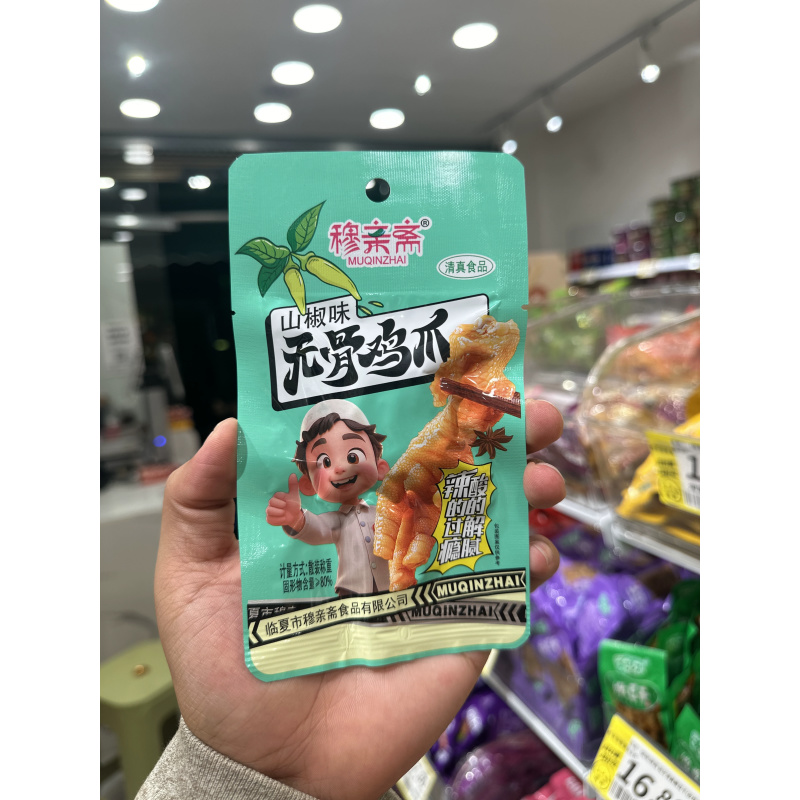 穆亲斋®
MUQINZHAI
清真食品
山椒味
无骨鸡爪
酸的解腻
辣的过瘾
计量方式:散装称重
固形物含量≥80%
MUQINZHAI
临夏市穆亲斋食品有限公司
MUQINZHAI
16.8